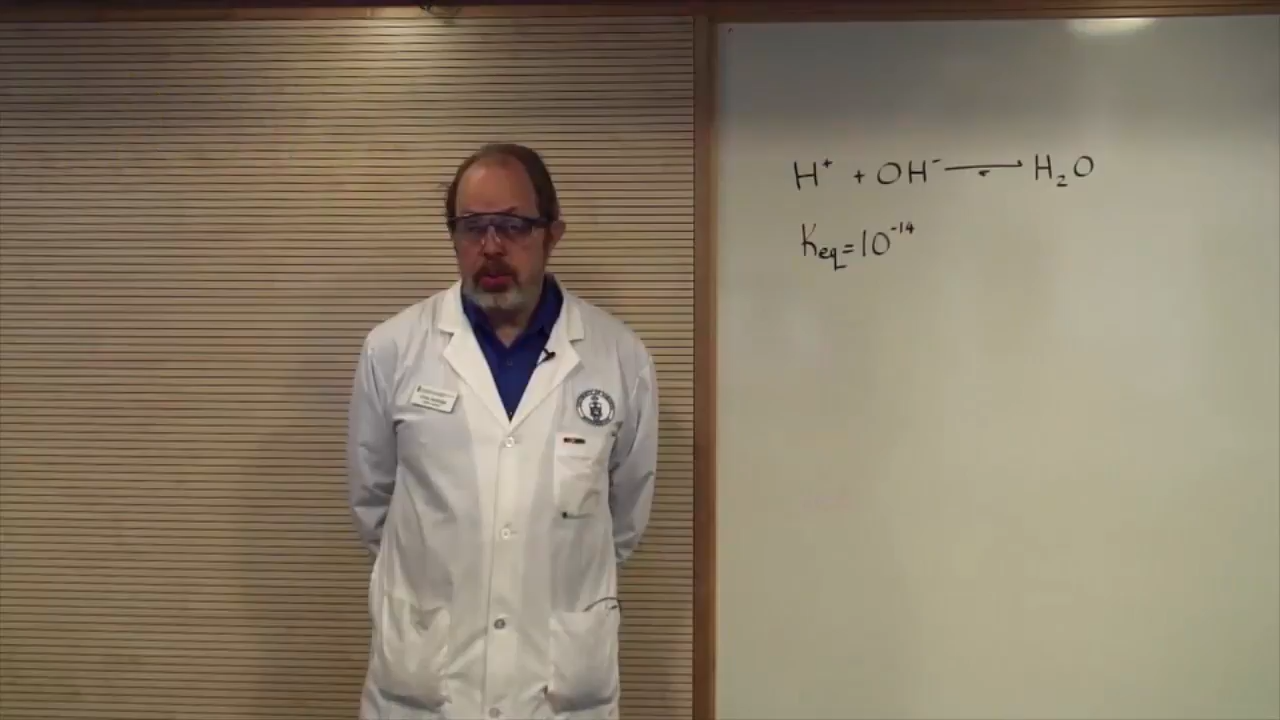 H⁺ + OH⁻ ⇌ H₂O
Keq = 10⁻¹⁴